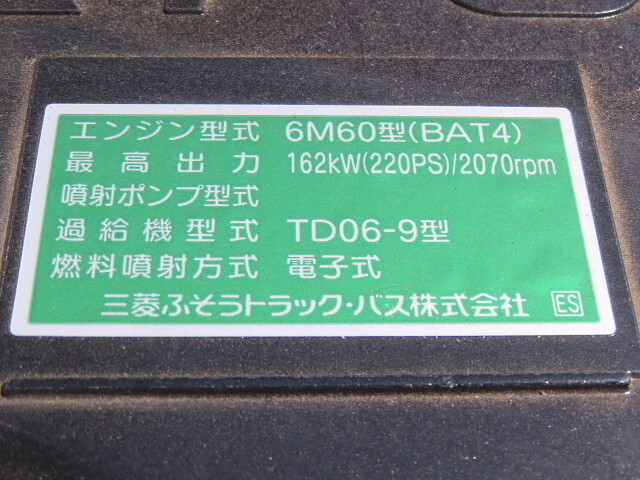 エンジン型式 6M60型(BAT4)
最高出力 162kW(220PS)/2070rpm
噴射ポンプ型式
過給機型式 TD06-9型
燃料噴射方式 電子式
三菱ふそうトラック・バス株式会社 ES